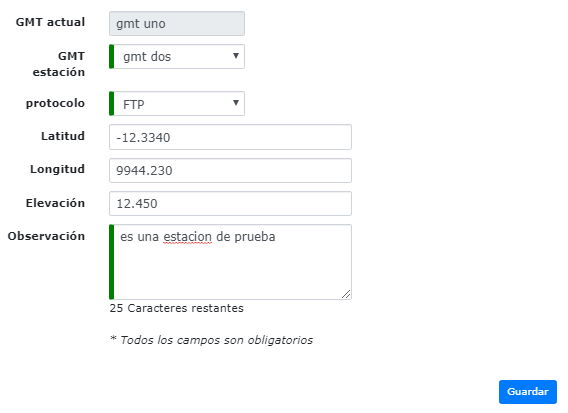 GMT actual gmt uno
GMT estación gmt dos
protocolo FTP
Latitud -12.3340
Longitud 9944.230
Elevación 12.450
Observación es una estacion de prueba
25 Caracteres restantes
* Todos los campos son obligatorios
Guardar